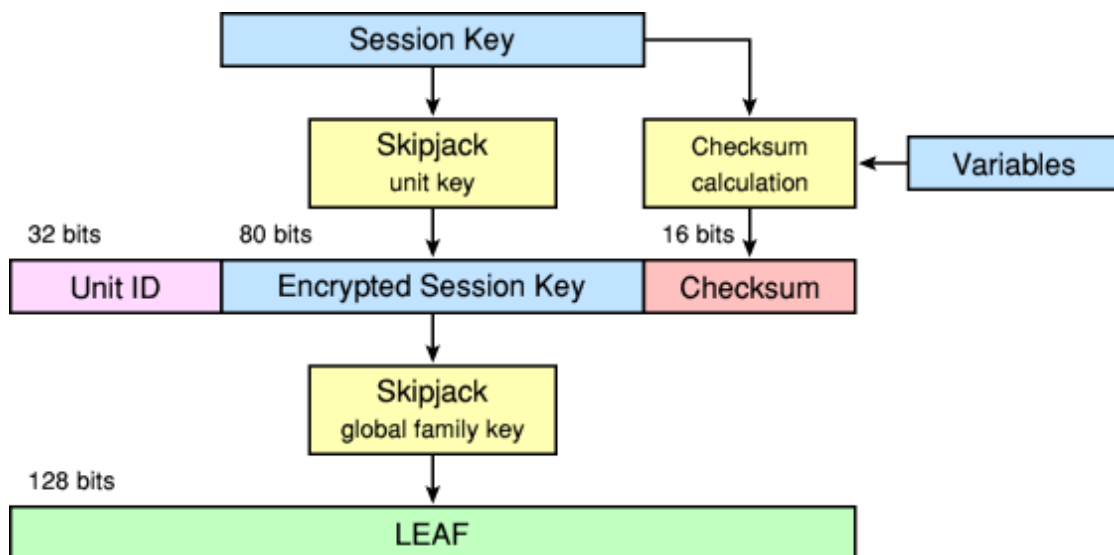 Session Key
Skipjack
unit key
Checksum
calculation
Variables
32 bits
80 bits
16 bits
Unit ID
Encrypted Session Key
Checksum
Skipjack
global family key
128 bits
LEAF